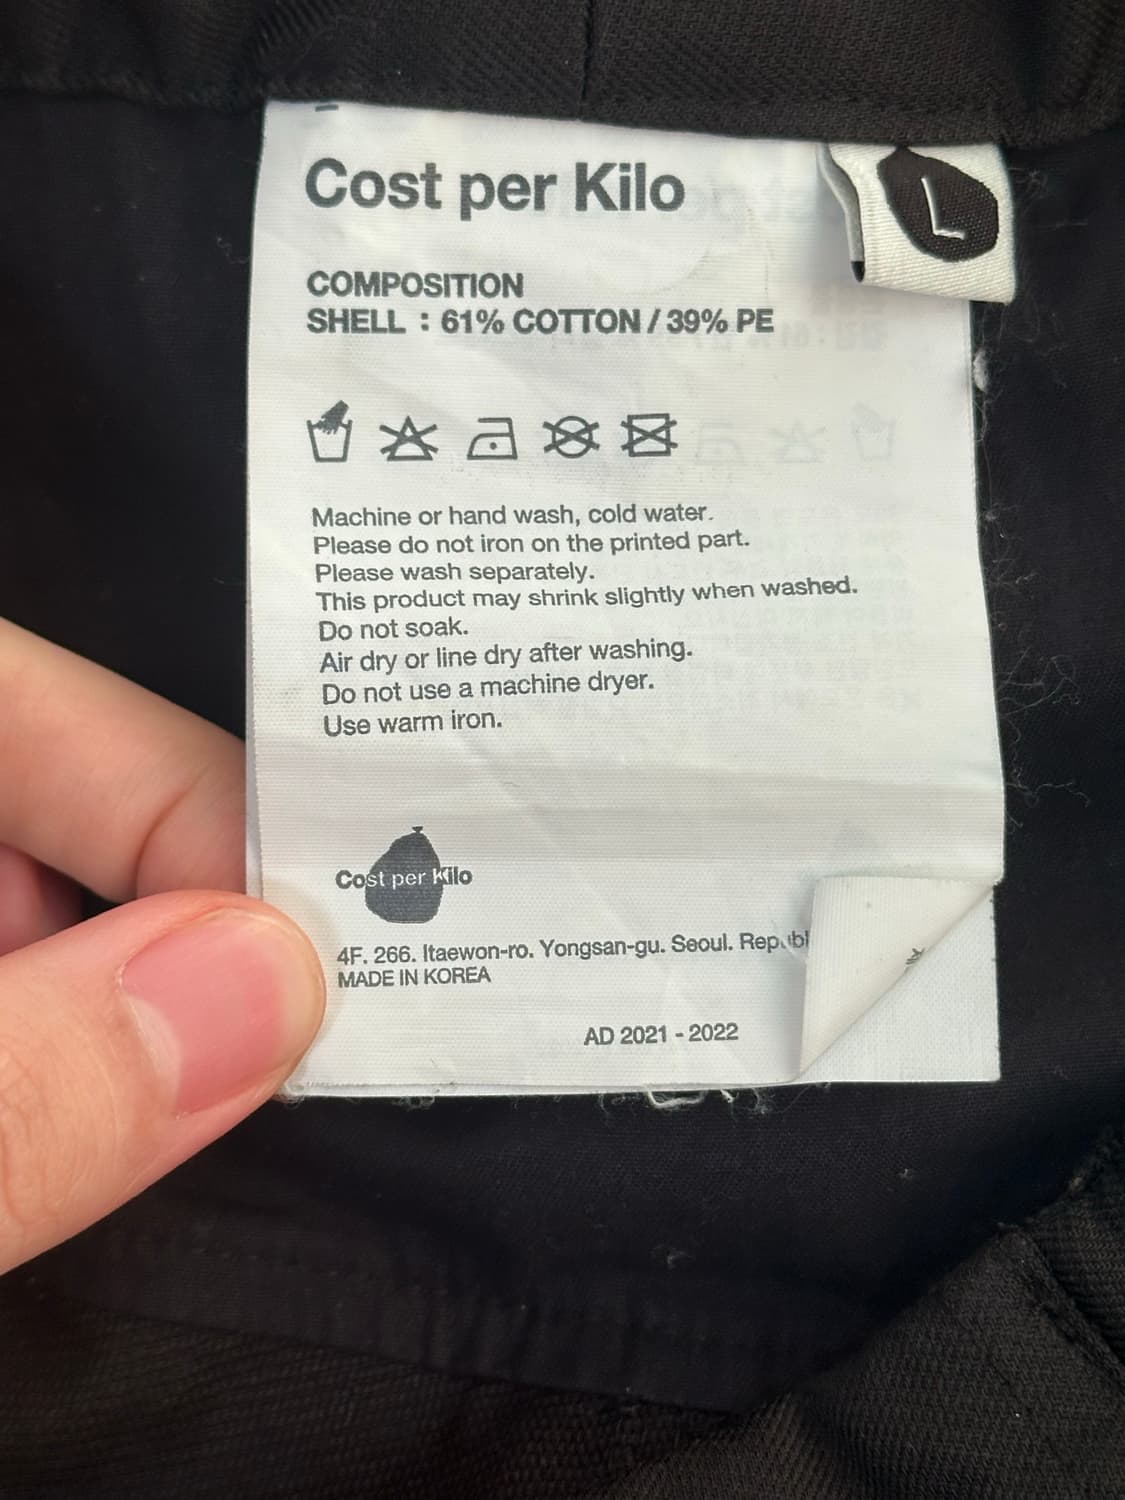 Cost per Kilo
L
COMPOSITION
SHELL : 61% COTTON / 39% PE
Machine or hand wash, cold water.
Please do not iron on the printed part.
Please wash separately.
This product may shrink slightly when washed.
Do not soak.
Air dry or line dry after washing.
Do not use a machine dryer.
Use warm iron.
Cost per Kilo
4F. 266. Itaewon-ro. Yongsan-gu. Seoul.
MADE IN KOREA
AD 2021 - 2022